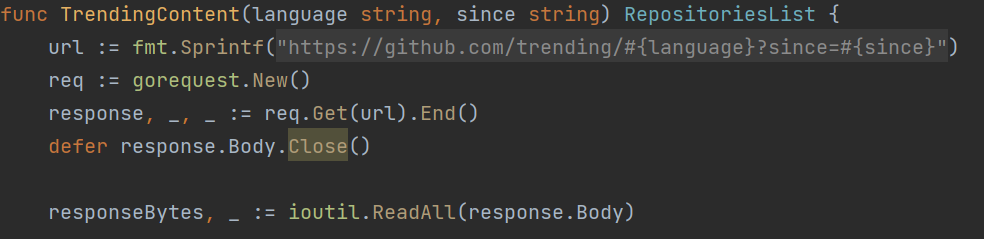 func TrendingContent(language string, since string) RepositoriesList {
    url := fmt.Sprintf("https://github.com/trending/#{language}?since=#{since}")
    req := gorequest.New()
    response, _, _ := req.Get(url).End()
    defer response.Body.Close()
    responseBytes, _ := ioutil.ReadAll(response.Body)